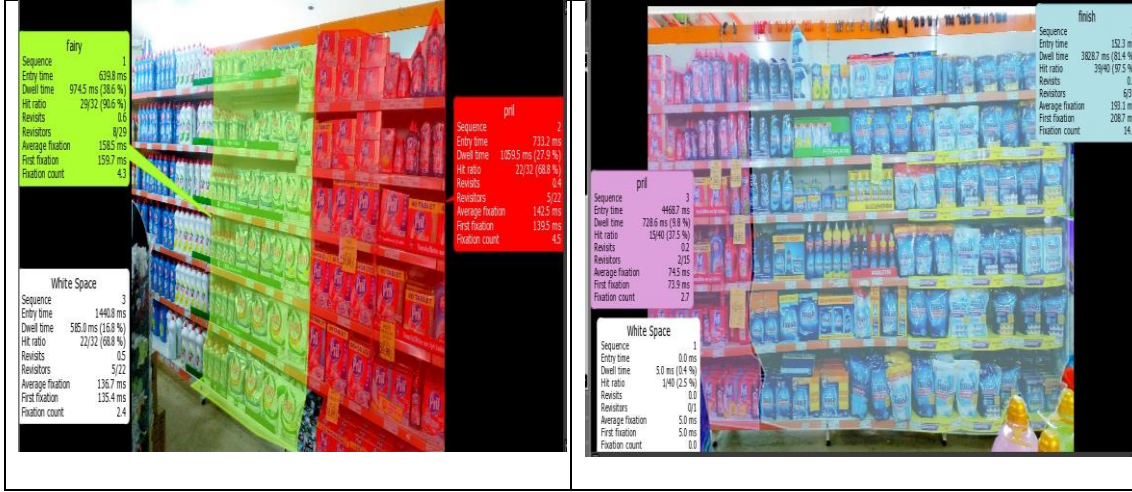 fairy
Sequence 1
Entry time 639.8 ms
Dwell time 974.5 ms (38.6 %)
Hit ratio 29/32 (90.6 %)
Revisits 0.6
Revisitors 8/29
Average fixation 158.5 ms
First fixation 159.7 ms
Fixation count 4.3
pril
Sequence 2
Entry time 733.2 ms
Dwell time 1059.5 ms (27.9 %)
Hit ratio 22/32 (68.8 %)
Revisits 0.4
Revisitors 5/22
Average fixation 142.5 ms
First fixation 139.5 ms
Fixation count 4.5
White Space
Sequence 3
Entry time 1440.8 ms
Dwell time 585.0 ms (16.8 %)
Hit ratio 22/32 (68.8 %)
Revisits 0.5
Revisitors 5/22
Average fixation 136.7 ms
First fixation 135.4 ms
Fixation count 2.4
40 TABLET
Pril
finish
Sequence
Entry time 152.3 m
Dwell time 3828.7 ms (81.4 %
Hit ratio 39/40 (97.5 %
Revisits 0.
Revisitors 6/3
Average fixation 193.1 m
First fixation 208.7 m
Fixation count 14.
pril
Sequence 3
Entry time 4468.7 ms
Dwell time 728.6 ms (9.8 %)
Hit ratio 15/40 (37.5 %)
Revisits 0.2
Revisitors 2/15
Average fixation 74.5 ms
First fixation 73.9 ms
Fixation count 2.7
White Space
Sequence 1
Entry time 0.0 ms
Dwell time 5.0 ms (0.4 %)
Hit ratio 1/40 (2.5 %)
Revisits 0.0
Revisitors 0/1
Average fixation 5.0 ms
First fixation 5.0 ms
Fixation count 0.0
finish